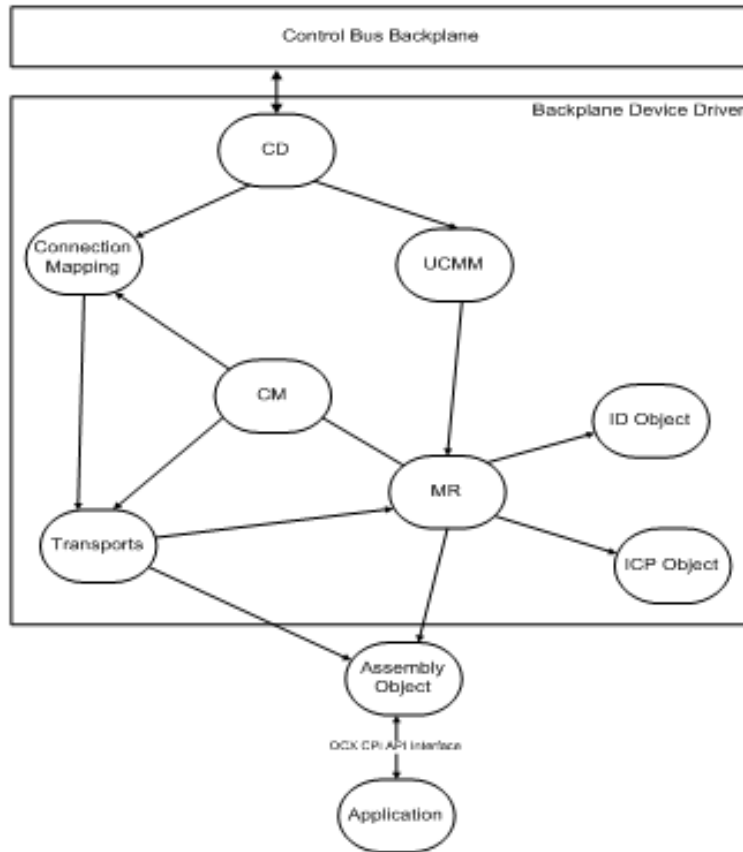 Control Bus Backplane
Backplane Device Driver
CD
Connection
Mapping
UCMM
CM
ID Object
MR
Transports
ICP Object
Assembly
Object
OCX CPI API Interface
Application